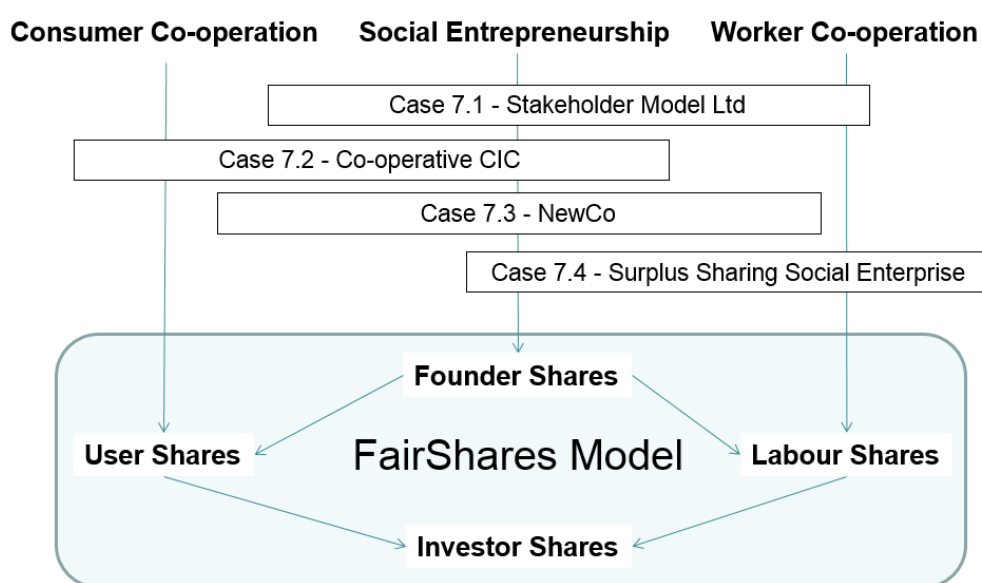 Consumer Co-operation Social Entrepreneurship Worker Co-operation
Case 7.1 - Stakeholder Model Ltd
Case 7.2 - Co-operative CIC
Case 7.3 - NewCo
Case 7.4 - Surplus Sharing Social Enterprise
Founder Shares
User Shares FairShares Model Labour Shares
Investor Shares